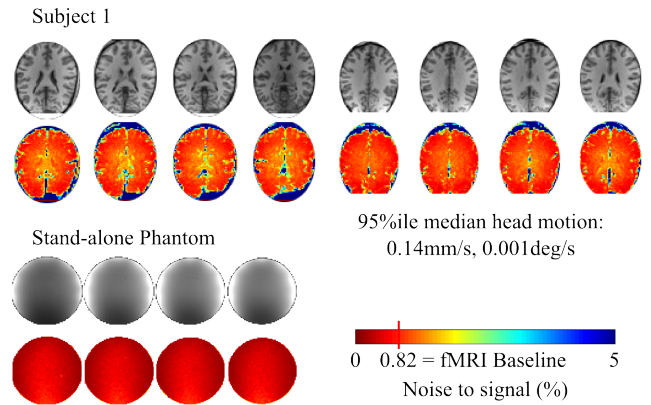 Subject 1
95%ile median head motion:
0.14mm/s, 0.001deg/s
Stand-alone Phantom
0 0.82 = fMRI Baseline 5
Noise to signal (%)